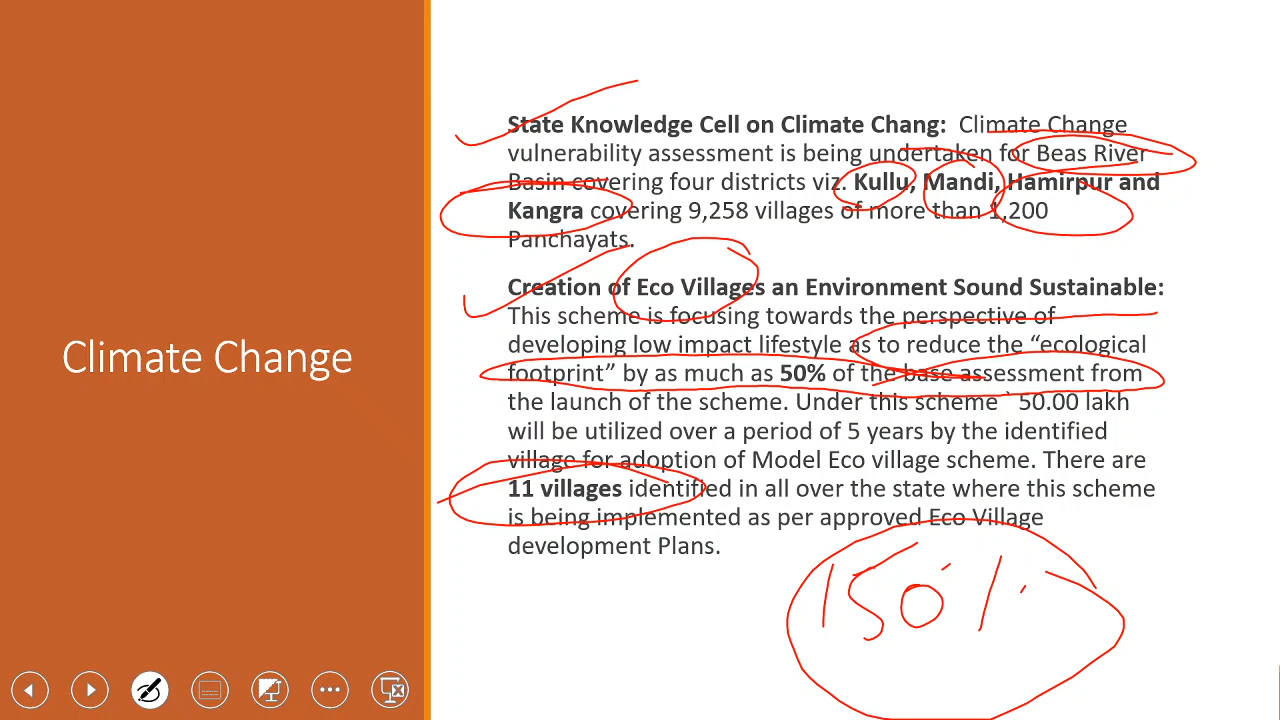 State Knowledge Cell on Climate Chang: Climate Change
vulnerability assessment is being undertaken for Beas River
Basin covering four districts viz. Kullu, Mandi, Hamirpur and
Kangra covering 9,258 villages of more than 1,200
Panchayats.
Creation of Eco Villages an Environment Sound Sustainable:
This scheme is focusing towards the perspective of
developing low impact lifestyle as to reduce the “ecological
footprint” by as much as 50% of the base assessment from
the launch of the scheme. Under this scheme ` 50.00 lakh
will be utilized over a period of 5 years by the identified
village for adoption of Model Eco village scheme. There are
11 villages identified in all over the state where this scheme
is being implemented as per approved Eco Village
development Plans.
Climate Change
150%